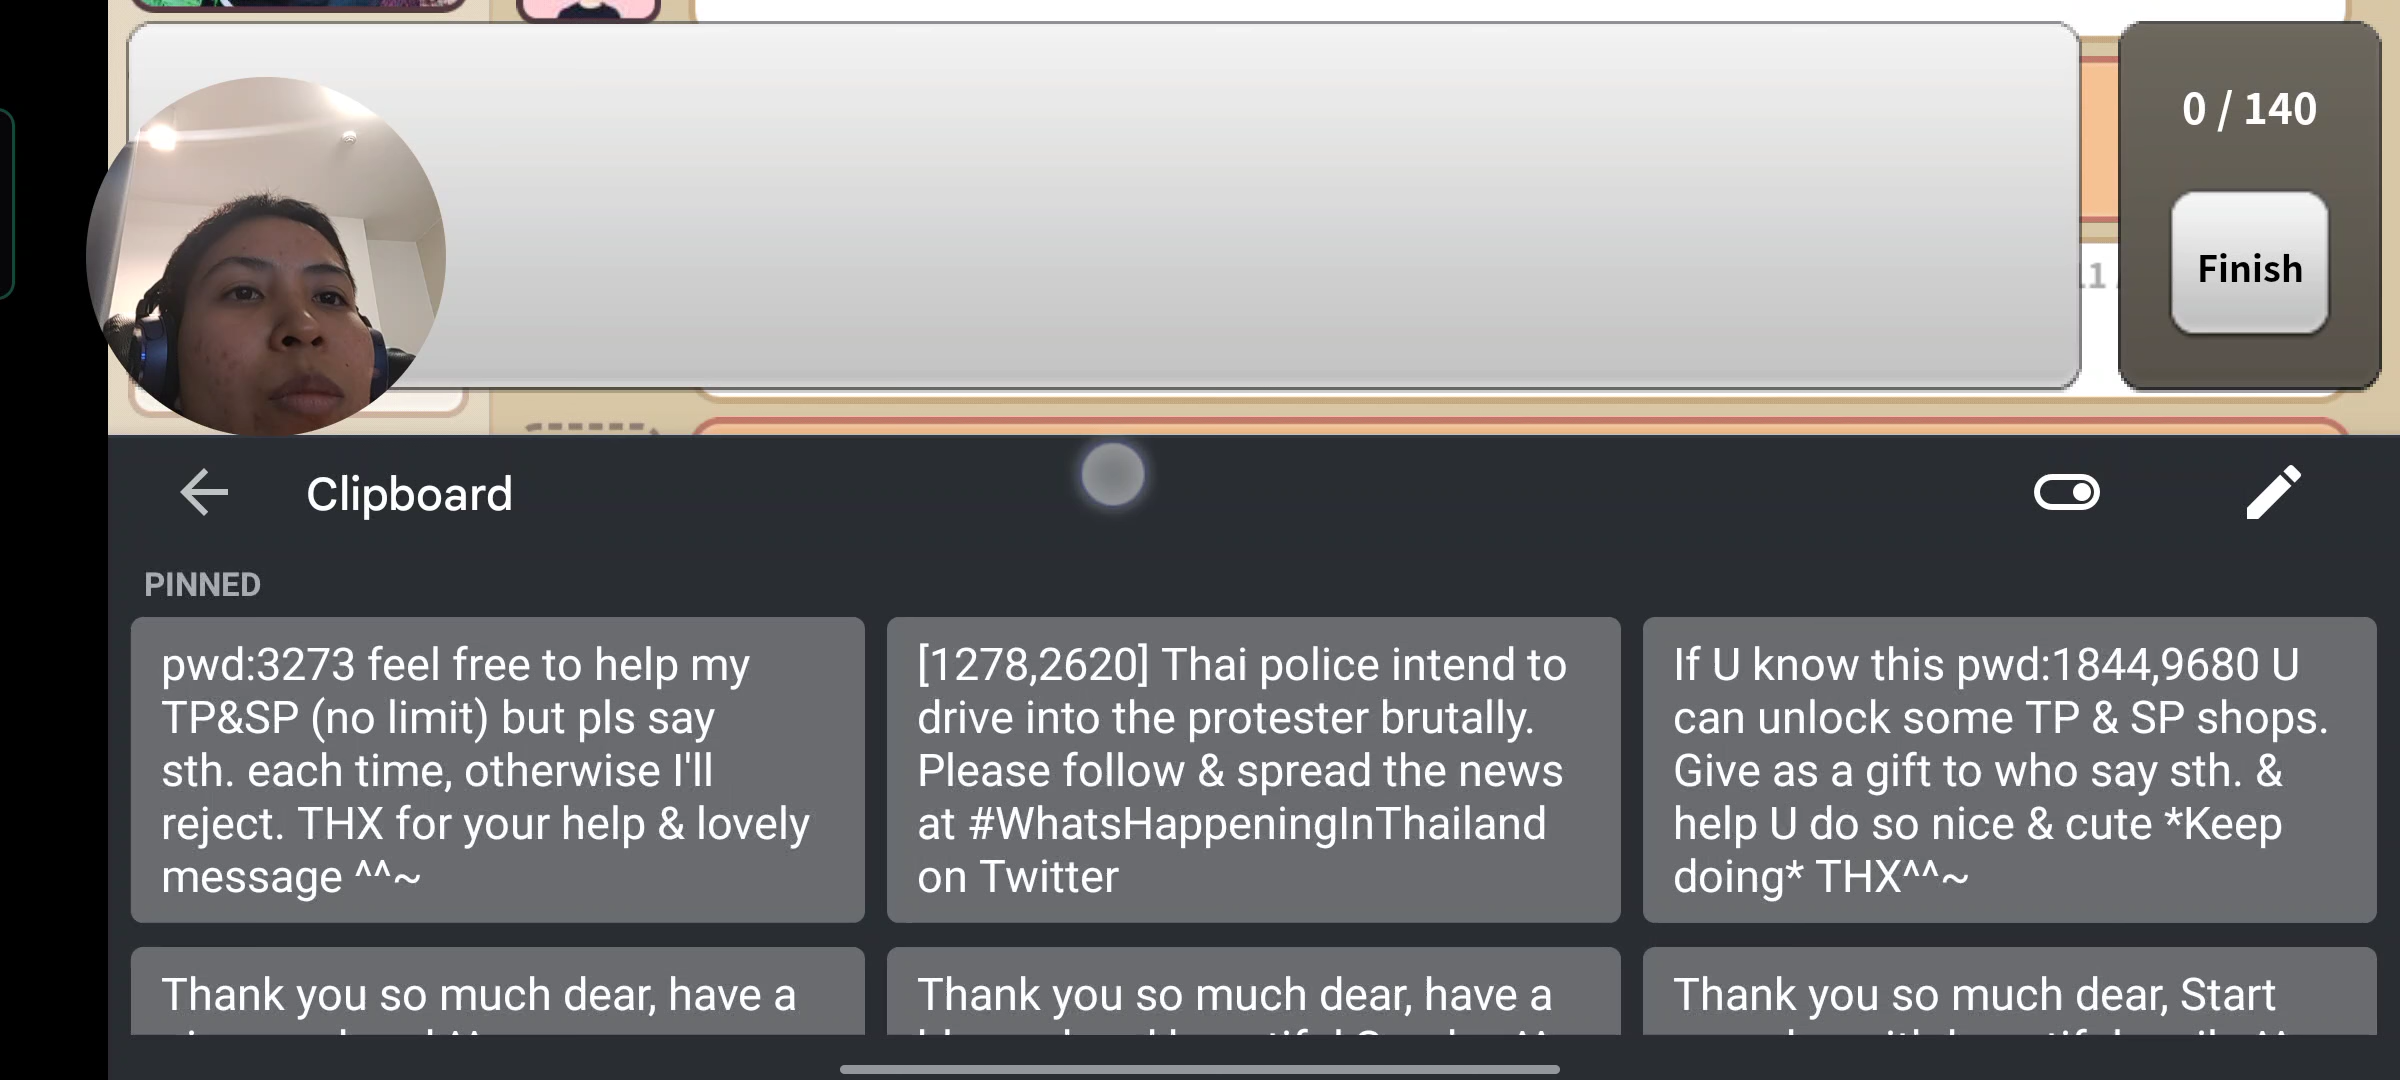 0 / 140
Finish
11
Clipboard
PINNED
pwd:3273 feel free to help my
TP&SP (no limit) but pls say
sth. each time, otherwise I'll
reject. THX for your help & lovely
message ^^~
[1278,2620] Thai police intend to
drive into the protester brutally.
Please follow & spread the news
at #WhatsHappeningInThailand
on Twitter
If U know this pwd:1844,9680 U
can unlock some TP & SP shops.
Give as a gift to who say sth. &
help U do so nice & cute *Keep
doing* THX^^~
Thank you so much dear, have a
Thank you so much dear, have a
Thank you so much dear, Start